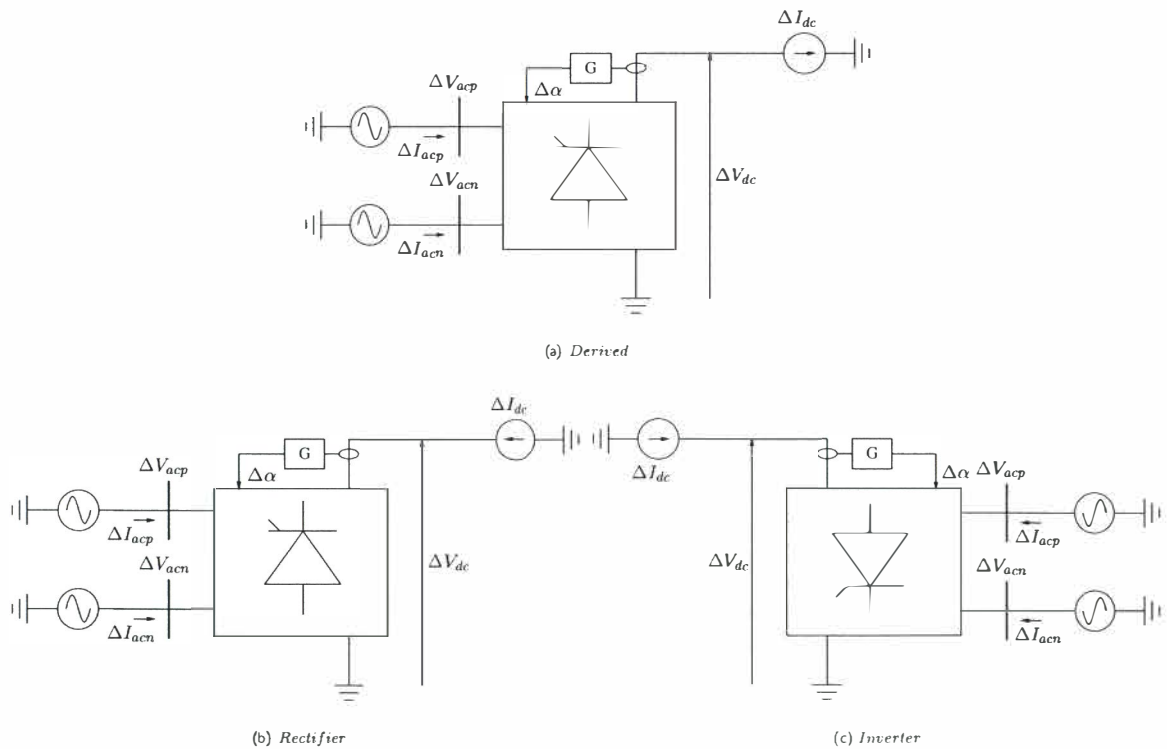 ΔI_dc
G
Δα
ΔV_acp
ΔI_acp
ΔV_acn
ΔI_acn
ΔV_dc
(a) Derived
ΔI_dc
G
Δα
ΔV_acp
ΔI_acp
ΔV_acn
ΔI_acn
ΔV_dc
(b) Rectifier
ΔI_dc
G
Δα
ΔV_acp
ΔI_acp
ΔV_dc
ΔV_acn
ΔI_acn
(c) Inverter